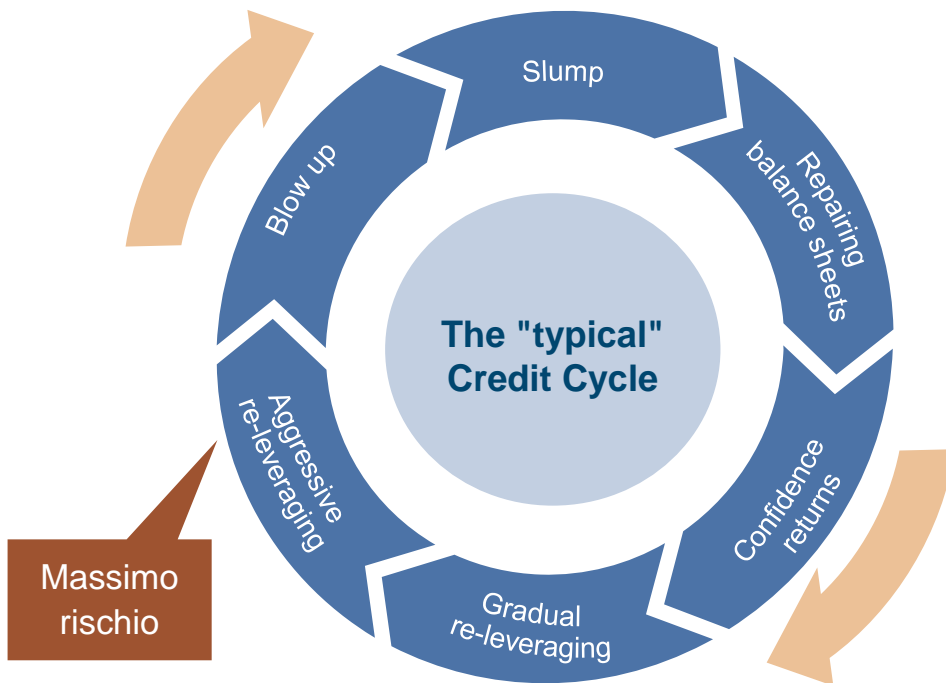 Slump
Repairing
balance sheets
Confidence
returns
Gradual
re-leveraging
Aggressive
re-leveraging
Blow up
The "typical"
Credit Cycle
Massimo
rischio